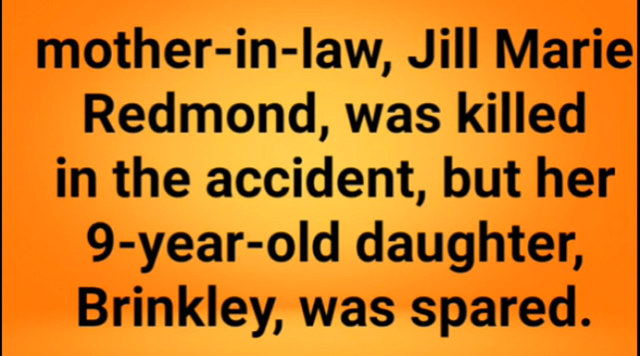 mother-in-law, Jill Marie
Redmond, was killed
in the accident, but her
9-year-old daughter,
Brinkley, was spared.